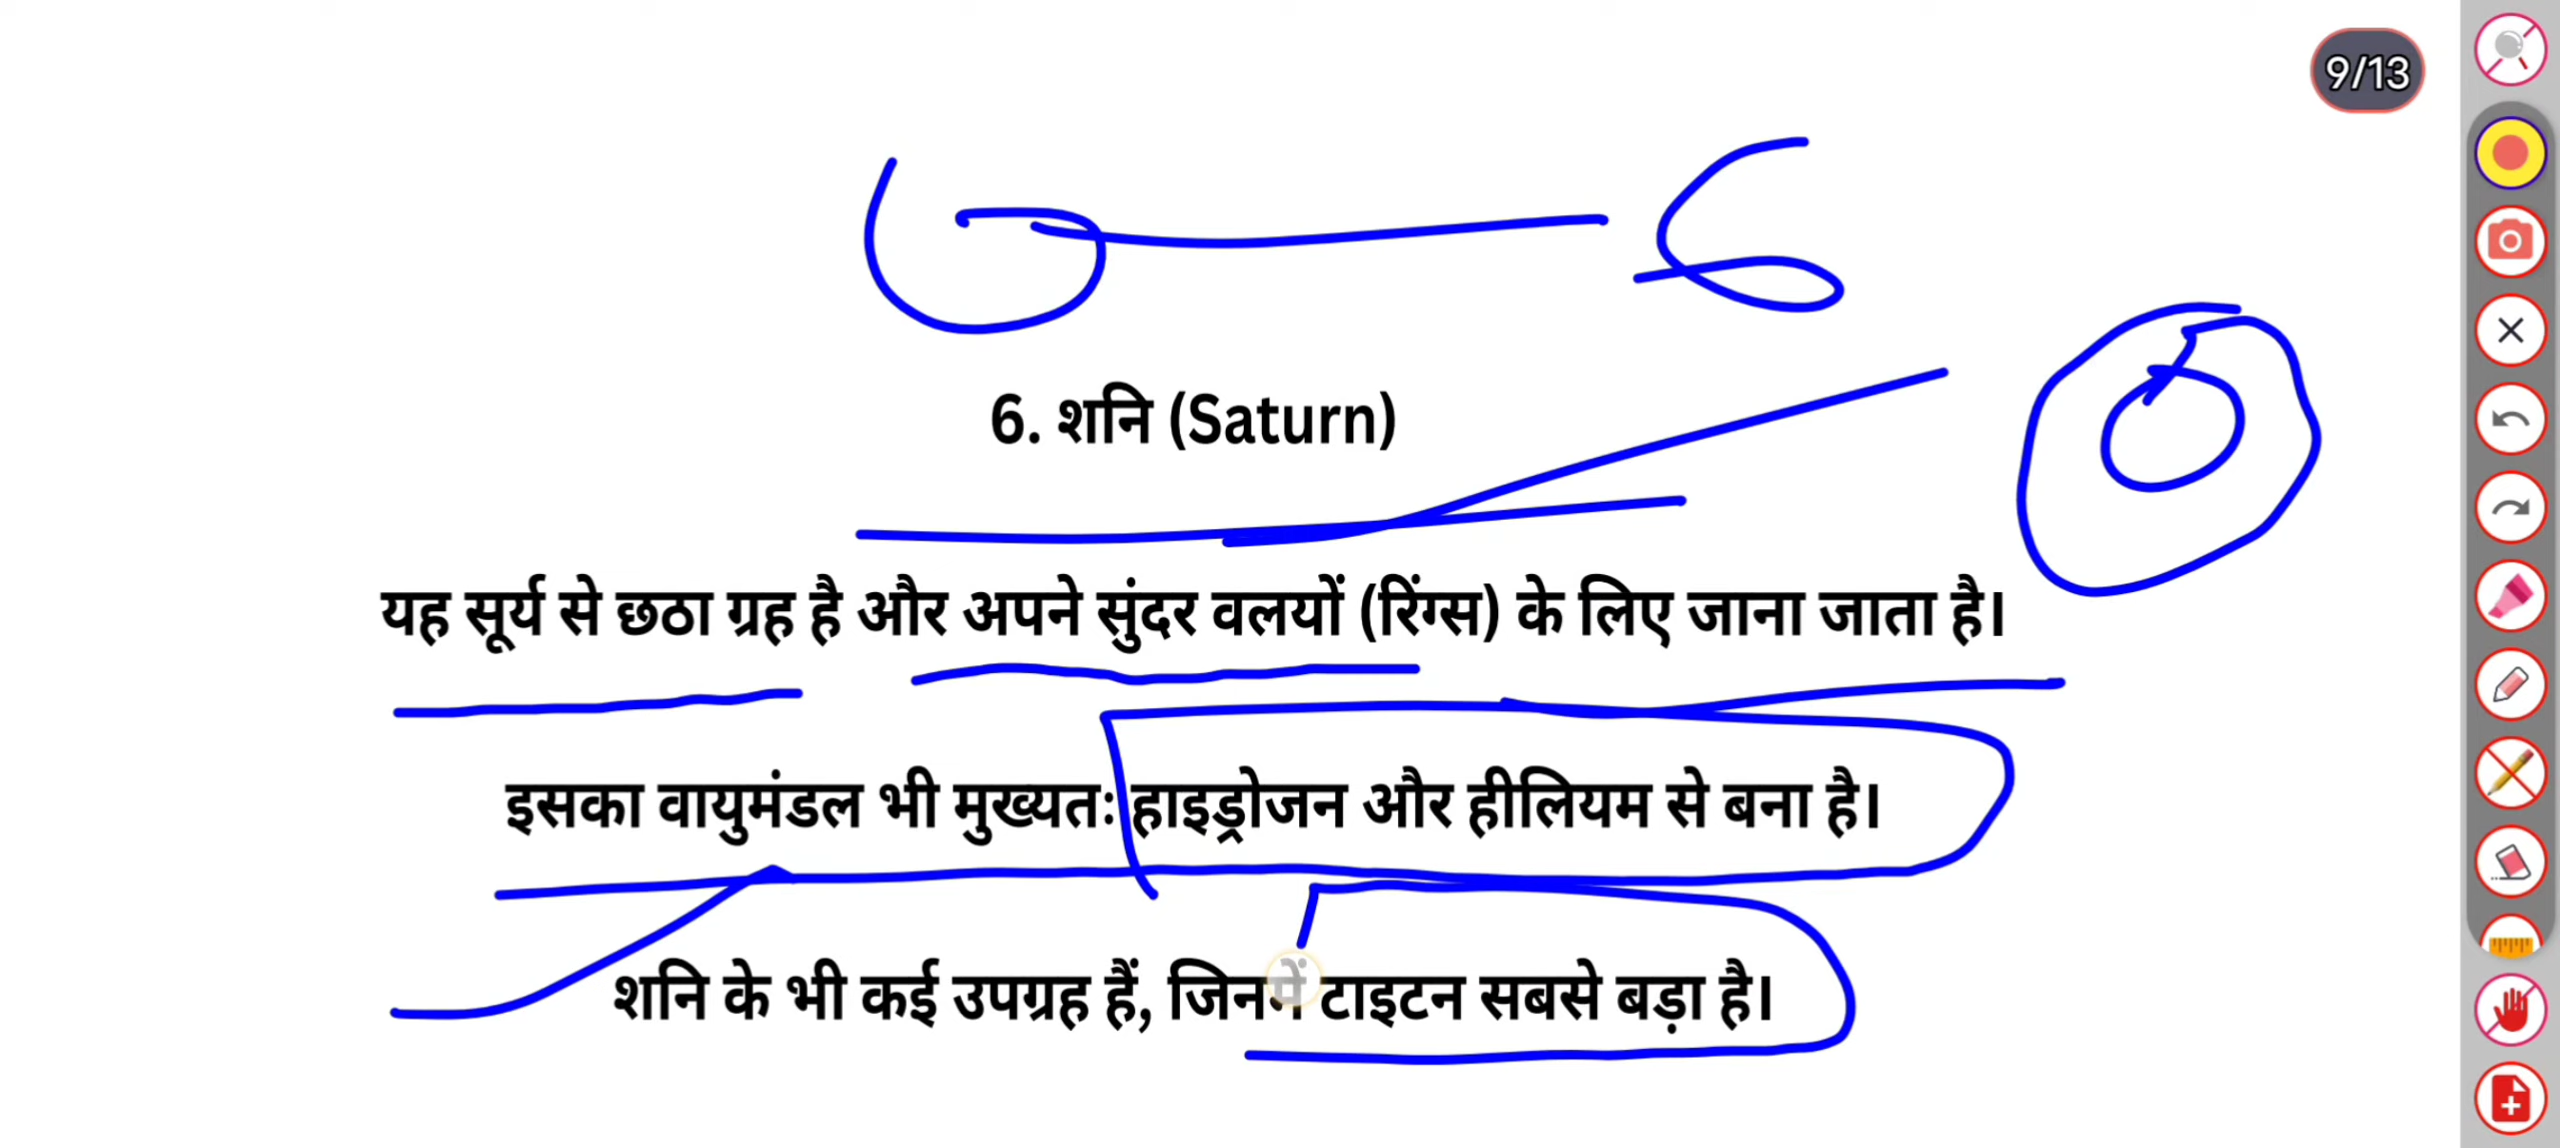 9/13
6
6. शनि (Saturn)
यह सूर्य से छठा ग्रह है और अपने सुंदर वलयों (रिंग्स) के लिए जाना जाता है।
इसका वायुमंडल भी मुख्यतः हाइड्रोजन और हीलियम से बना है।
शनि के भी कई उपग्रह हैं, जिनमें टाइटन सबसे बड़ा है।